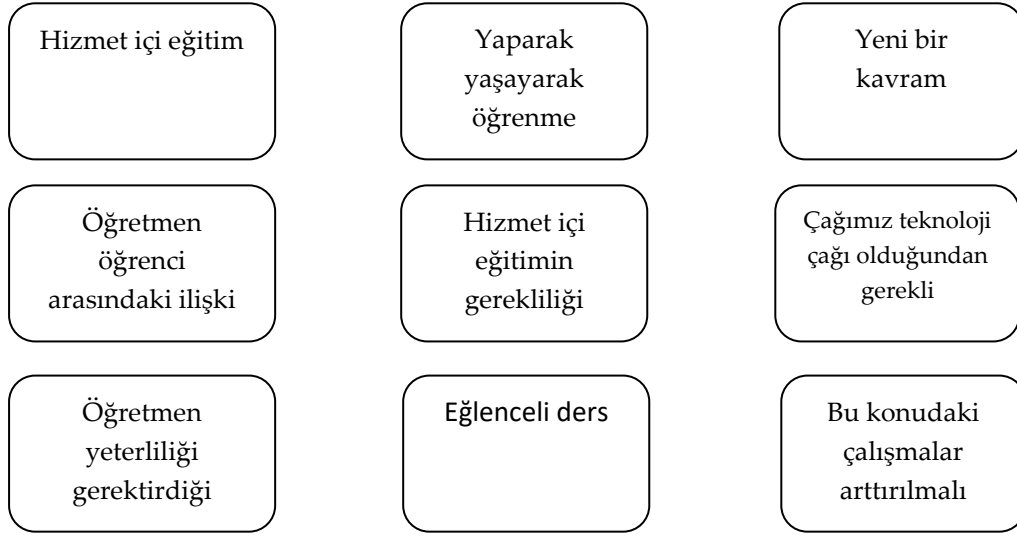 Hizmet içi eğitim
Yaparak
yaşayarak
öğrenme
Yeni bir
kavram
Öğretmen
öğrenci
arasındaki ilişki
Hizmet içi
eğitimin
gerekliliği
Çağımız teknoloji
çağı olduğundan
gerekli
Öğretmen
yeterliliği
gerektirdiği
Eğlenceli ders
Bu konudaki
çalışmalar
arttırılmalı